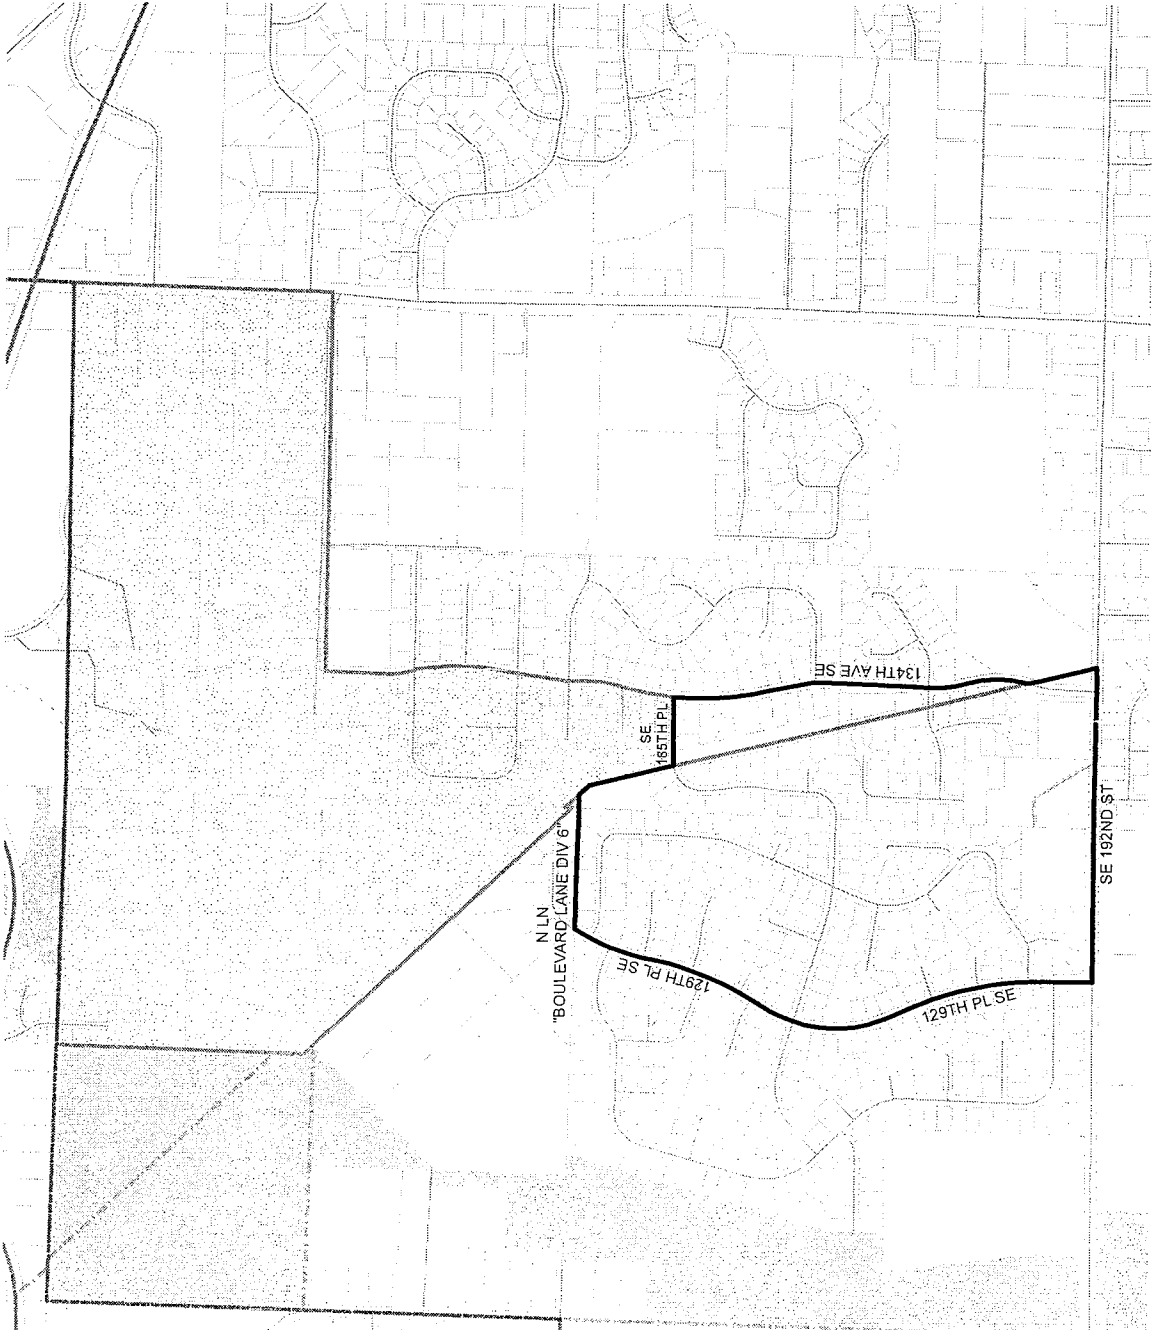 134TH AVE SE
SE
165TH PL
N LN
"BOULEVARD LANE DIV 6"
129TH PL SE
129TH PL SE
SE 192ND ST